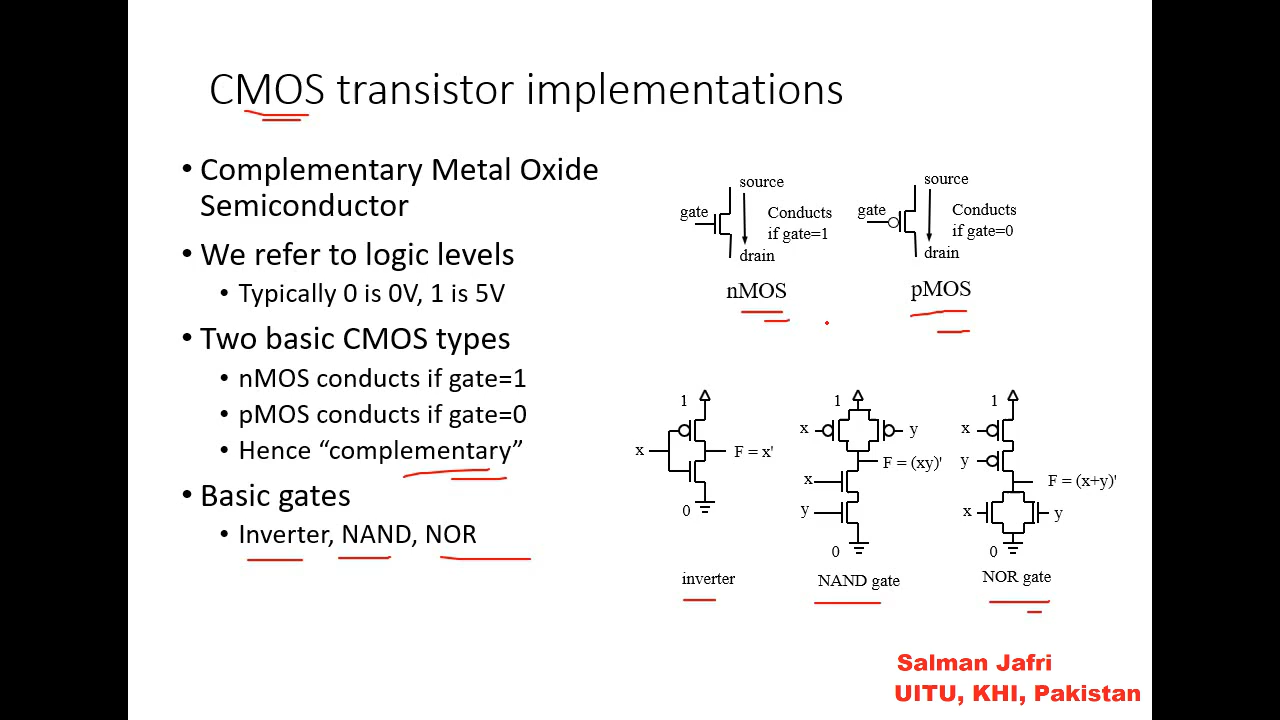 CMOS transistor implementations
• Complementary Metal Oxide
Semiconductor
• We refer to logic levels
• Typically 0 is 0V, 1 is 5V
• Two basic CMOS types
• nMOS conducts if gate=1
• pMOS conducts if gate=0
• Hence “complementary”
• Basic gates
• Inverter, NAND, NOR
source
gate
Conducts
if gate=1
drain
nMOS
source
gate
Conducts
if gate=0
drain
pMOS
1
x
F = x'
0
inverter
1
x
y
F = (xy)'
x
y
0
NAND gate
1
x
y
F = (x+y)'
x
y
0
NOR gate
Salman Jafri
UITU, KHI, Pakistan